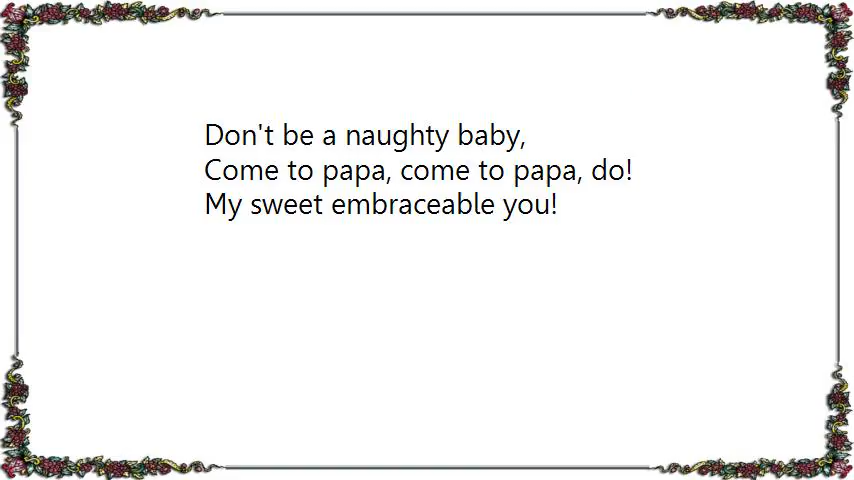 Don't be a naughty baby,
Come to papa, come to papa, do!
My sweet embraceable you!